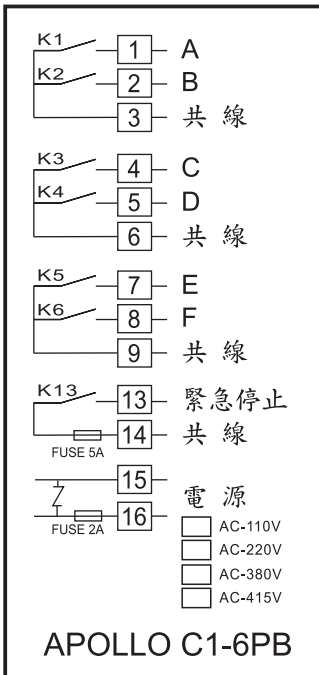 K1 1 A
K2 2 B
3 共線
K3 4 C
K4 5 D
6 共線
K5 7 E
K6 8 F
9 共線
K13 13 緊急停止
FUSE 5A 14 共線
15
FUSE 2A 16 電源
AC-110V
AC-220V
AC-380V
AC-415V
APOLLO C1-6PB